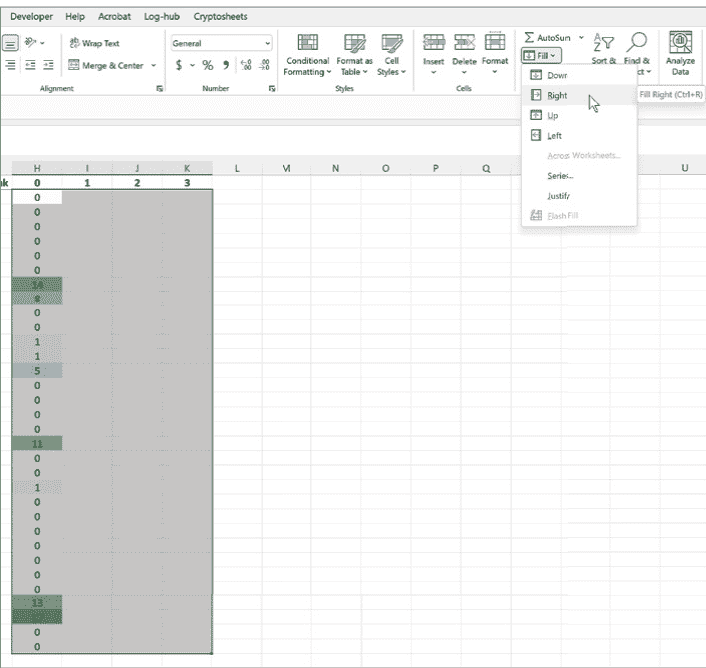 Developer Help Acrobat Log-hub Cryptosheets
Wrap Text
General
AutoSun
Fill
Merge & Center
$ %
Conditional Formatting
Format as Table
Cell Styles
Insert Delete Format
Sort &
Find &
ct
Analyze Data
Alignment Number Styles Cells
Down
Right
Fill Right (Ctrl+R)
Up
Left
Across Worksheets...
Series...
Justify
Flash Fill
H I J K L M N O P Q U
uk 0 1 2 3
0
0
0
0
0
0
14
8
0
0
1
1
5
0
0
0
0
11
0
0
1
0
0
0
0
0
0
0
13
0
0